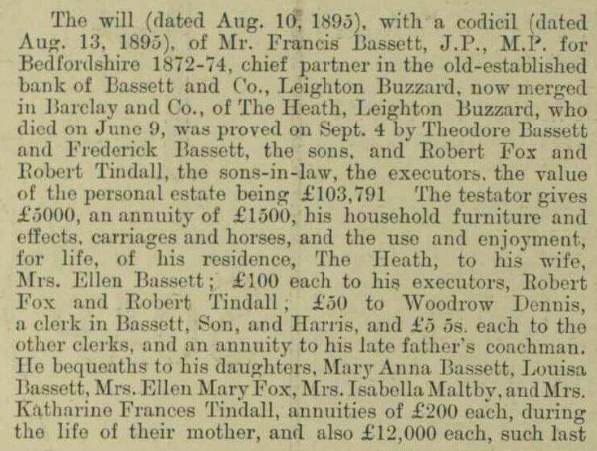 The will (dated Aug. 10, 1895), with a codicil (dated
Aug. 13, 1895), of Mr. Francis Bassett, J.P., M.P. for
Bedfordshire 1872-74, chief partner in the old-established
bank of Bassett and Co., Leighton Buzzard, now merged
in Barclay and Co., of The Heath, Leighton Buzzard, who
died on June 9, was proved on Sept. 4 by Theodore Bassett
and Frederick Bassett, the sons, and Robert Fox and
Robert Tindall, the sons-in-law, the executors, the value
of the personal estate being £103,791 The testator gives
£5000, an annuity of £1500, his household furniture and
effects, carriages and horses, and the use and enjoyment,
for life, of his residence, The Heath, to his wife,
Mrs. Ellen Bassett; £100 each to his executors, Robert
Fox and Robert Tindall; £50 to Woodrow Dennis,
a clerk in Bassett, Son, and Harris, and £5 5s. each to the
other clerks, and an annuity to his late father's coachman.
He bequeaths to his daughters, Mary Anna Bassett, Louisa
Bassett, Mrs. Ellen Mary Fox, Mrs. Isabella Maltby, and Mrs.
Katharine Frances Tindall, annuities of £200 each, during
the life of their mother, and also £12,000 each, such last